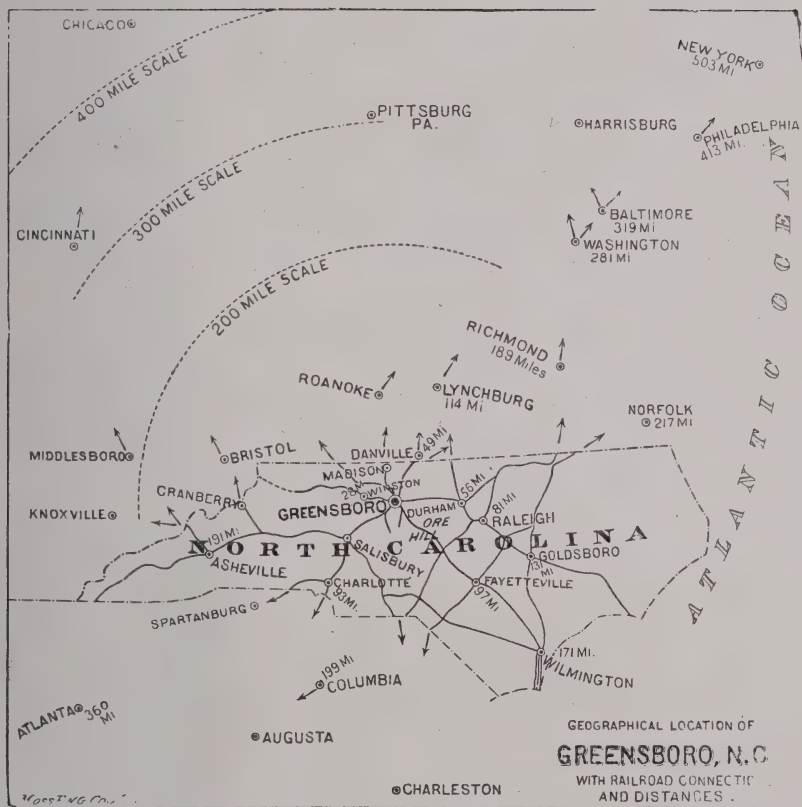 CHICAGO
NEW YORK
503 MI
400 MILE SCALE
PITTSBURG
PA.
HARRISBURG
PHILADELPHIA
413 MI.
300 MILE SCALE
CINCINNATI
BALTIMORE
319 MI
WASHINGTON
281 MI
ATLANTIC OCEAN
200 MILE SCALE
RICHMOND
189 Miles
ROANOKE
LYNCHBURG
114 MI
NORFOLK
217 MI
MIDDLESBORO
BRISTOL
DANVILLE
49 MI
MADISON
28 M
WINSTON
CRANBERRY
GREENSBORO
DURHAM
56 MI.
KNOXVILLE
ORE
HILL
81 MI
RALEIGH
NORTH CAROLINA
191 MI.
ASHEVILLE
SALISBURY
GOLDSBORO
131
MI
CHARLOTTE
93 MI.
FAYETTEVILLE
97 MI
SPARTANBURG
171 MI.
WILMINGTON
199 MI
COLUMBIA
ATLANTA
360
MI
AUGUSTA
CHARLESTON
GEOGRAPHICAL LOCATION OF
GREENSBORO, N.C
WITH RAILROAD CONNECTIO
AND DISTANCES.